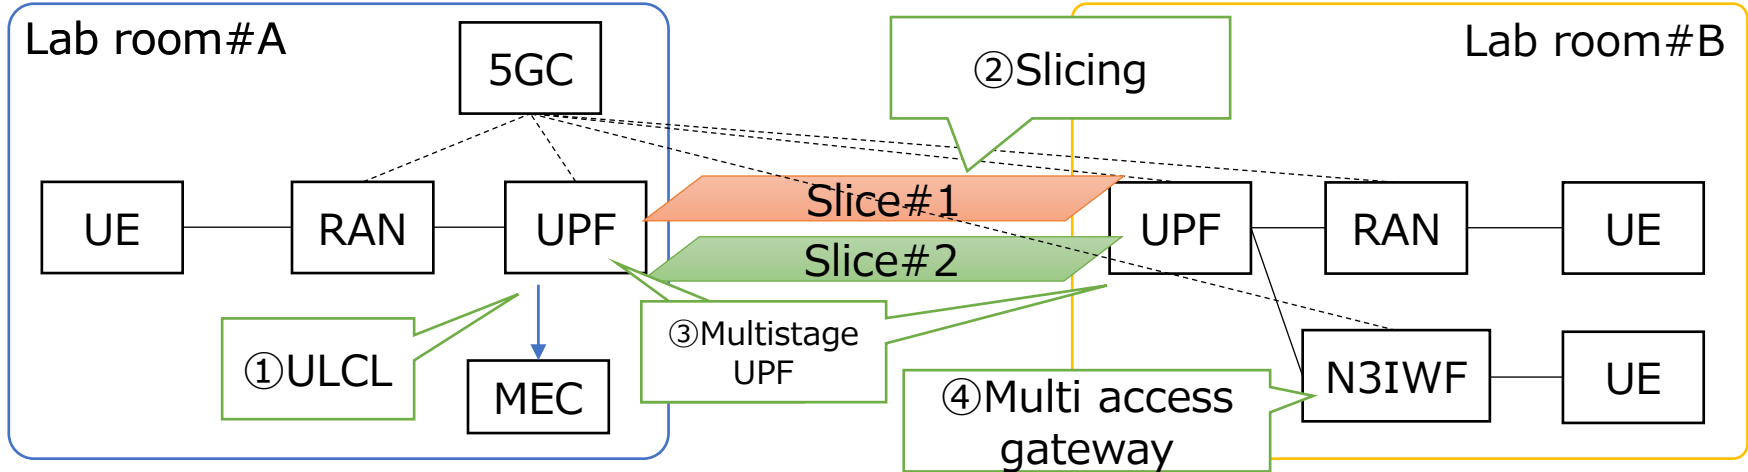 Lab room#A
5GC
②Slicing
Lab room#B
UE
RAN
UPF
Slice#1
Slice#2
UPF
RAN
UE
①ULCL
MEC
③Multistage
UPF
④Multi access
gateway
N3IWF
UE